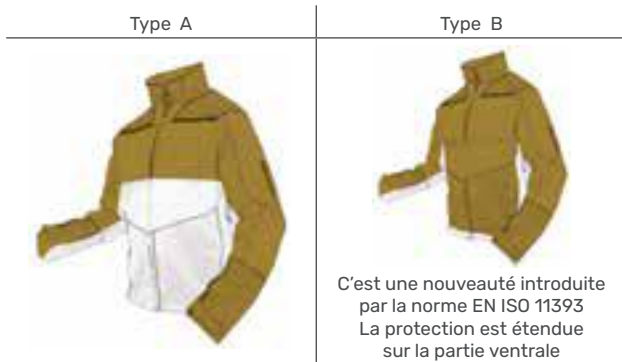 Type A
Type B
C’est une nouveauté introduite
par la norme EN ISO 11393
La protection est étendue
sur la partie ventrale